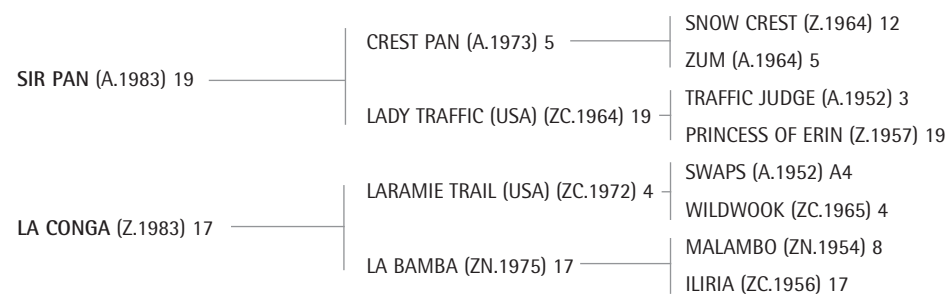 SNOW CREST (Z.1964) 12
CREST PAN (A.1973) 5
ZUM (A.1964) 5
SIR PAN (A.1983) 19
TRAFFIC JUDGE (A.1952) 3
LADY TRAFFIC (USA) (ZC.1964) 19
PRINCESS OF ERIN (Z.1957) 19
SWAPS (A.1952) A4
LARAMIE TRAIL (USA) (ZC.1972) 4
WILDWOOK (ZC.1965) 4
LA CONGA (Z.1983) 17
MALAMBO (ZN.1954) 8
LA BAMBA (ZN.1975) 17
ILIRIA (ZC.1956) 17